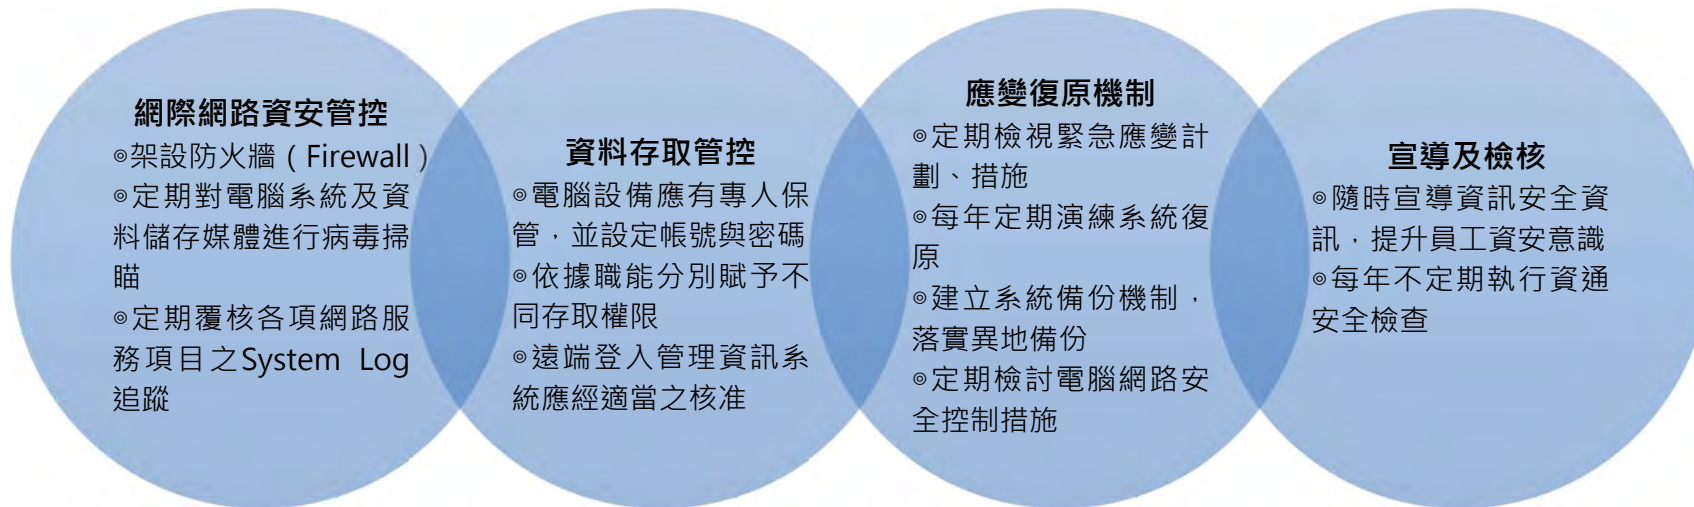 網際網路資安管控
◎架設防火牆（Firewall）
◎定期對電腦系統及資
料儲存媒體進行病毒掃
瞄
◎定期覆核各項網路服
務項目之System Log
追蹤
資料存取管控
◎電腦設備應有專人保
管，並設定帳號與密碼
◎依據職能分別賦予不
同存取權限
◎遠端登入管理資訊系
統應經適當之核准
應變復原機制
◎定期檢視緊急應變計
劃、措施
◎每年定期演練系統復
原
◎建立系統備份機制，
落實異地備份
◎定期檢討電腦網路安
全控制措施
宣導及檢核
◎隨時宣導資訊安全資
訊，提升員工資安意識
◎每年不定期執行資通
安全檢查